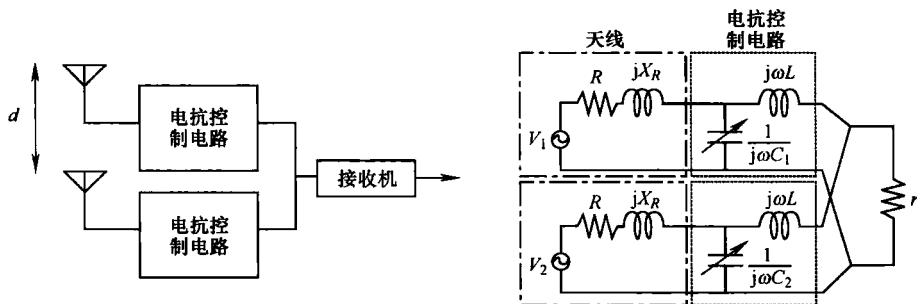 d
电抗控
制电路
电抗控
制电路
接收机
天线
电抗控
制电路
R
jX_R
jωL
V_1
1
jωC_1
R
jX_R
jωL
V_2
1
jωC_2
r